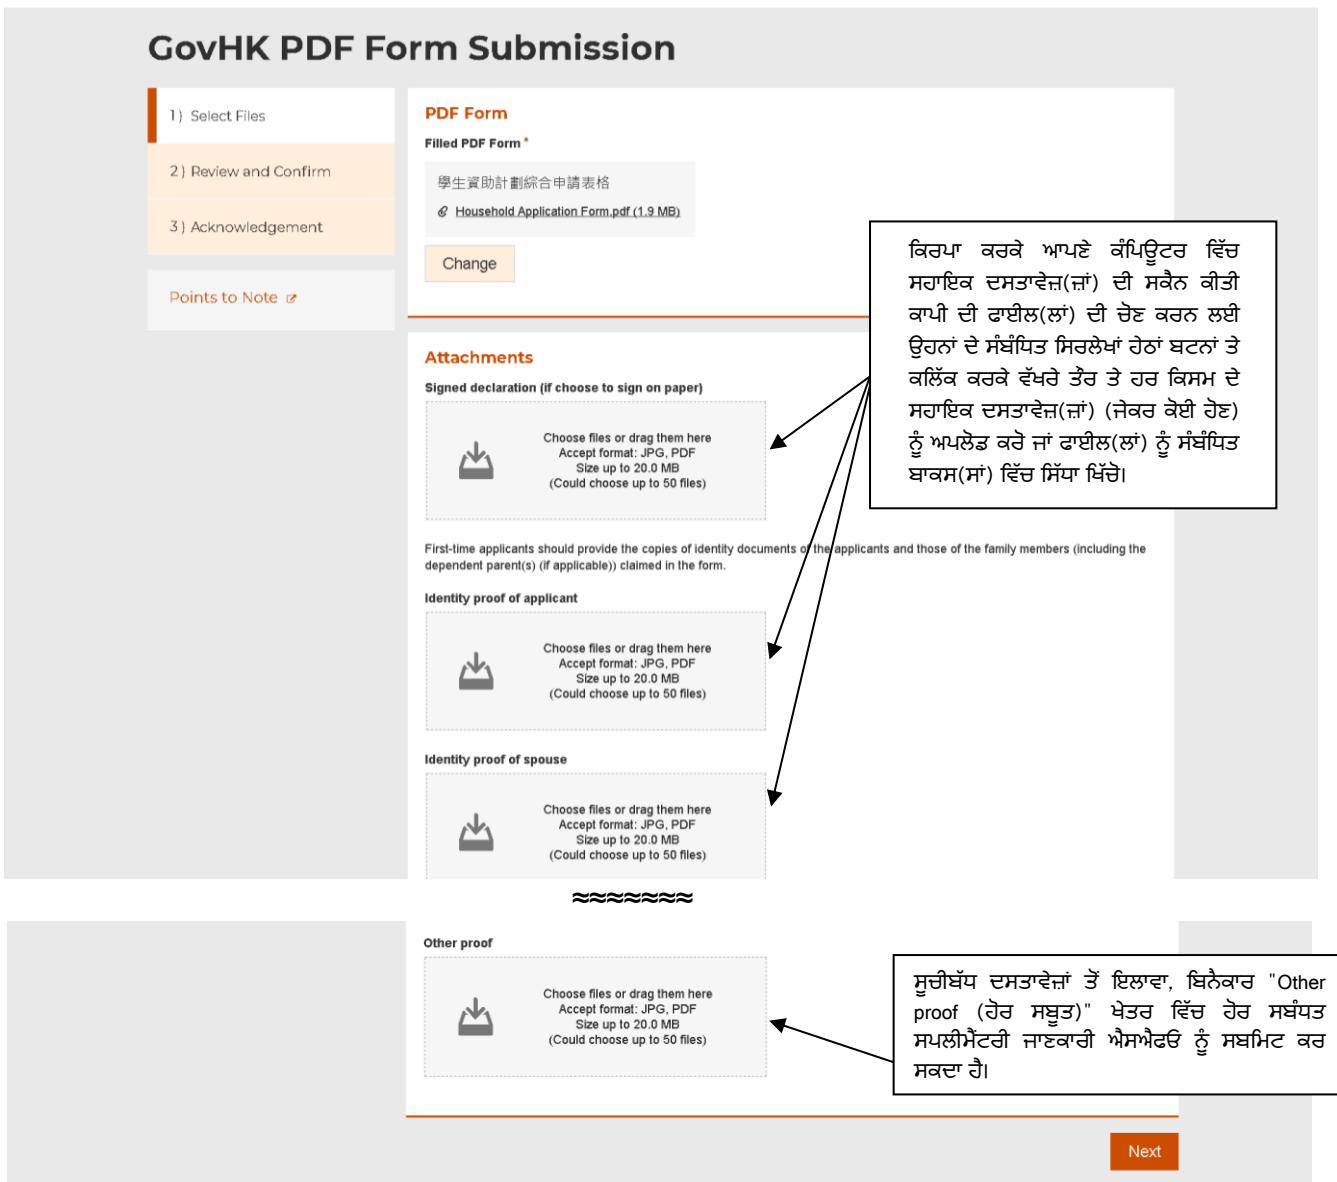 GovHK PDF Form Submission
1) Select Files
2) Review and Confirm
3) Acknowledgement
Points to Note
PDF Form
Filled PDF Form *
學生資助計劃綜合申請表格
Household Application Form.pdf (1.9 MB)
Change
ਕਿਰਪਾ ਕਰਕੇ ਆਪਣੇ ਕੰਪਿਊਟਰ ਵਿੱਚ
ਸਹਾਇਕ ਦਸਤਾਵੇਜ਼(ਜ਼ਾਂ) ਦੀ ਸਕੈਨ ਕੀਤੀ
ਕਾਪੀ ਦੀ ਫਾਈਲ(ਲਾਂ) ਦੀ ਚੋਣ ਕਰਨ ਲਈ
ਉਹਨਾਂ ਦੇ ਸੰਬੰਧਿਤ ਸਿਰਲੇਖਾਂ ਹੇਠਾਂ ਬਟਨਾਂ ਤੇ
ਕਲਿੱਕ ਕਰਕੇ ਵੱਖਰੇ ਤੌਰ ਤੇ ਹਰ ਕਿਸਮ ਦੇ
ਸਹਾਇਕ ਦਸਤਾਵੇਜ਼(ਜ਼ਾਂ) (ਜੇਕਰ ਕੋਈ ਹੋਣ)
ਨੂੰ ਅਪਲੋਡ ਕਰੋ ਜਾਂ ਫਾਈਲ(ਲਾਂ) ਨੂੰ ਸੰਬੰਧਿਤ
ਬਾਕਸ(ਸਾਂ) ਵਿੱਚ ਸਿੱਧਾ ਖਿੱਚੋ।
Attachments
Signed declaration (if choose to sign on paper)
Choose files or drag them here
Accept format: JPG, PDF
Size up to 20.0 MB
(Could choose up to 50 files)
First-time applicants should provide the copies of identity documents of the applicants and those of the family members (including the
dependent parent(s) (if applicable)) claimed in the form.
Identity proof of applicant
Choose files or drag them here
Accept format: JPG, PDF
Size up to 20.0 MB
(Could choose up to 50 files)
Identity proof of spouse
Choose files or drag them here
Accept format: JPG, PDF
Size up to 20.0 MB
(Could choose up to 50 files)
≈≈≈≈≈≈≈
Other proof
Choose files or drag them here
Accept format: JPG, PDF
Size up to 20.0 MB
(Could choose up to 50 files)
ਸੂਚੀਬੱਧ ਦਸਤਾਵੇਜ਼ਾਂ ਤੋਂ ਇਲਾਵਾ, ਬਿਨੈਕਾਰ "Other
proof (ਹੋਰ ਸਬੂਤ)" ਖੇਤਰ ਵਿੱਚ ਹੋਰ ਸਬੰਧਤ
ਸਪਲੀਮੈਂਟਰੀ ਜਾਣਕਾਰੀ ਐਸਐਫਓ ਨੂੰ ਸਬਮਿਟ ਕਰ
ਸਕਦਾ ਹੈ।
Next